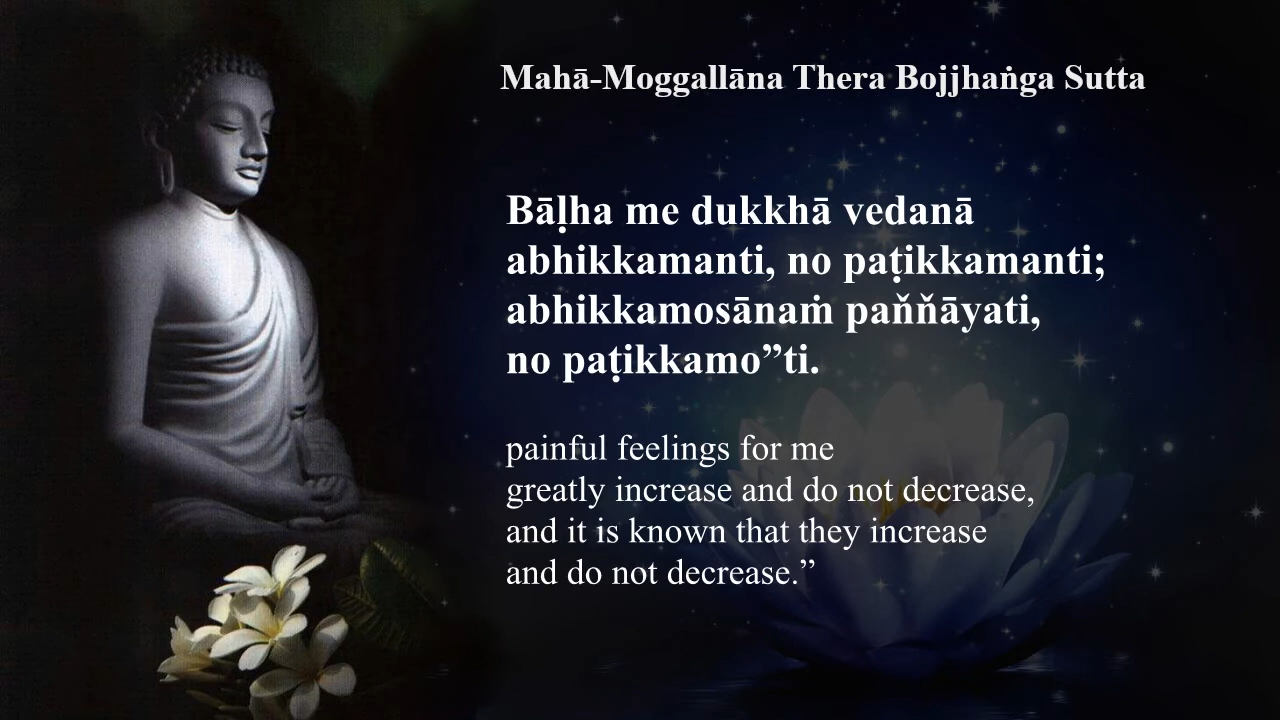 Mahā-Moggallāna Thera Bojjhaṅga Sutta
Bāḷha me dukkhā vedanā
abhikkamanti, no paṭikkamanti;
abhikkamosānaṁ paňňāyati,
no paṭikkamo”ti.
painful feelings for me
greatly increase and do not decrease,
and it is known that they increase
and do not decrease.”